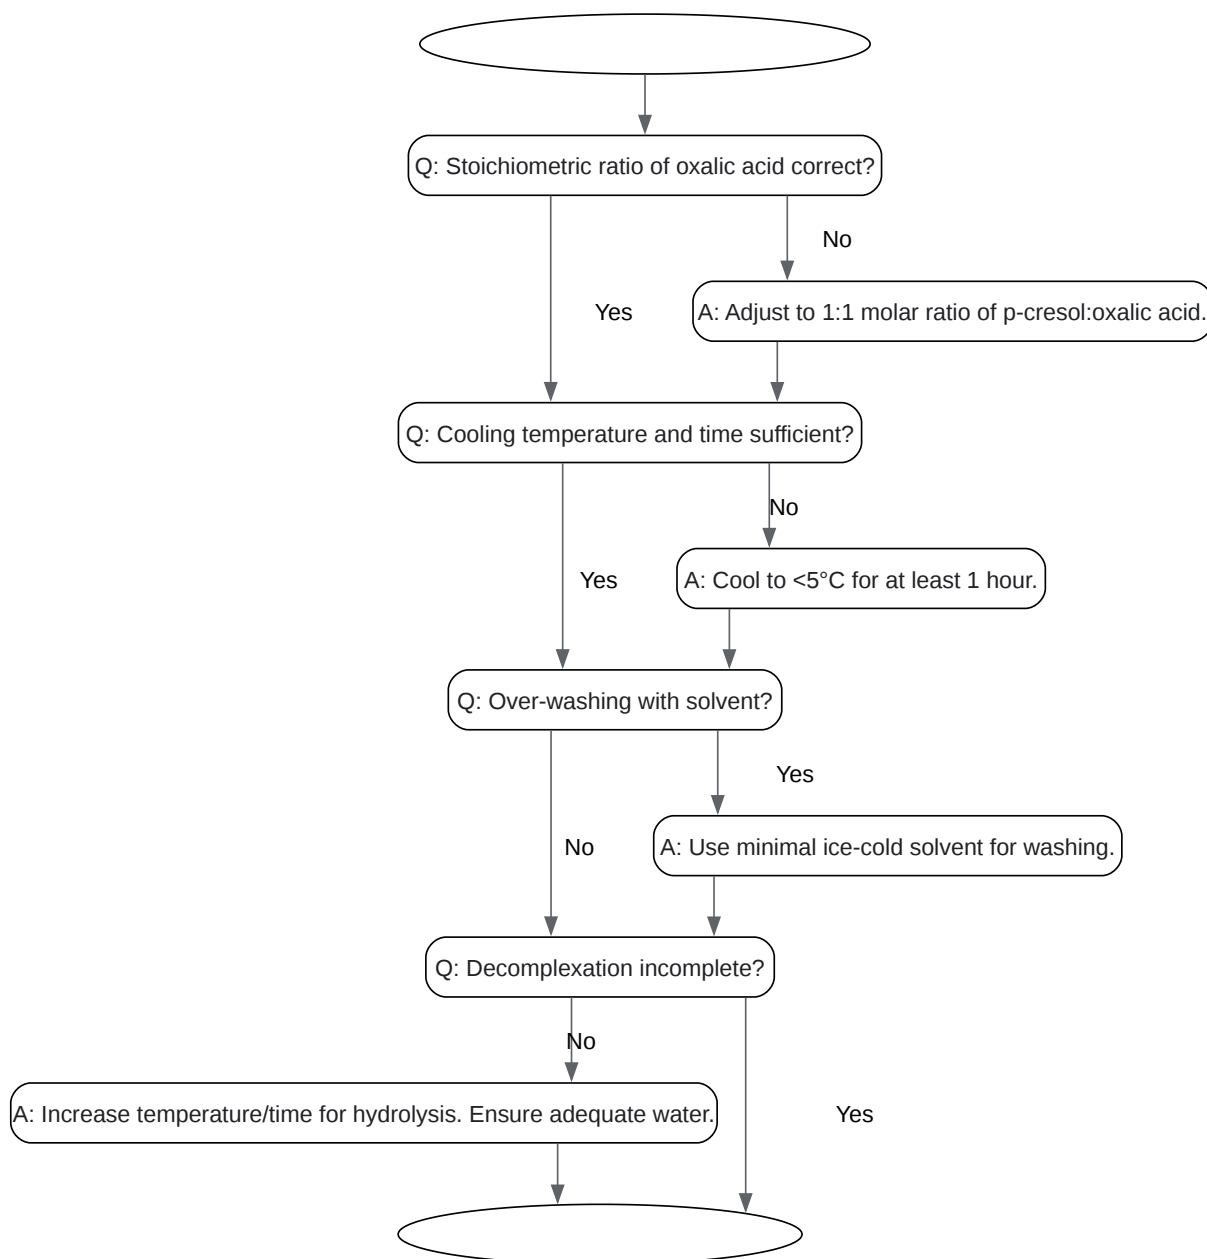 Q: Stoichiometric ratio of oxalic acid correct?
No
Yes
A: Adjust to 1:1 molar ratio of p-cresol:oxalic acid.
Q: Cooling temperature and time sufficient?
No
Yes
A: Cool to <5°C for at least 1 hour.
Q: Over-washing with solvent?
Yes
No
A: Use minimal ice-cold solvent for washing.
Q: Decomplexation incomplete?
No
A: Increase temperature/time for hydrolysis. Ensure adequate water.
Yes